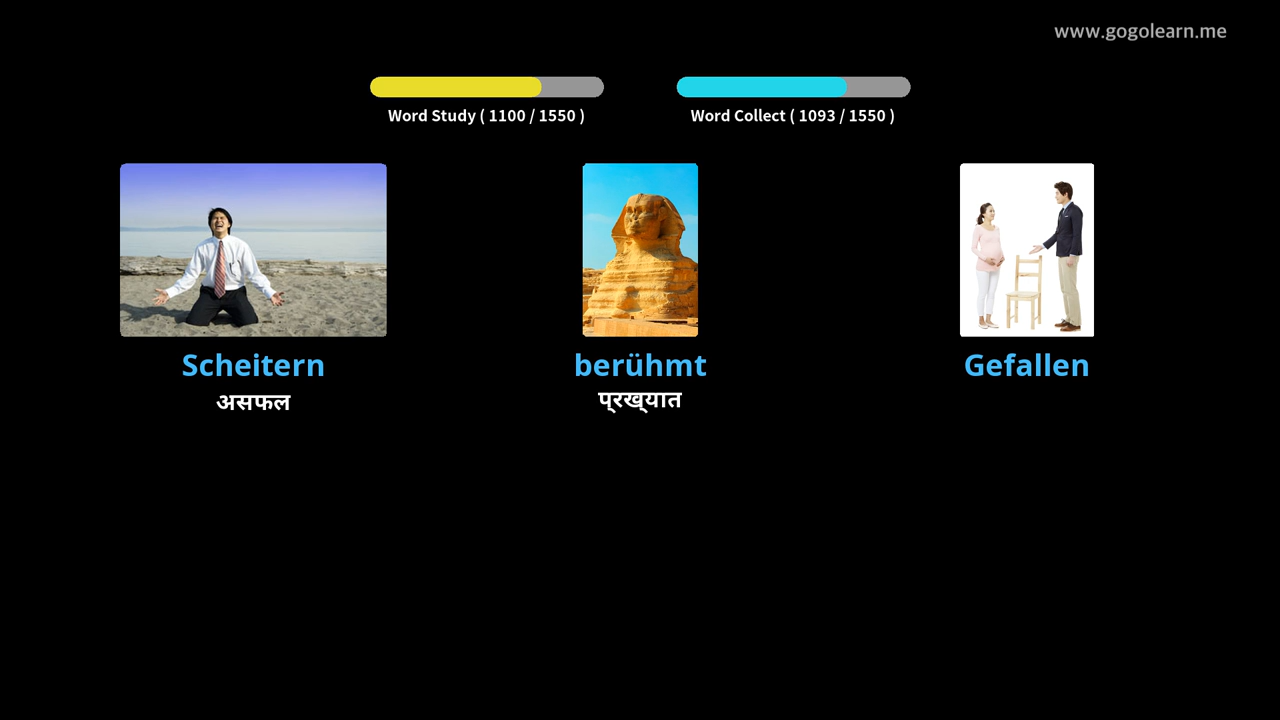 www.gogolearn.me
Word Study ( 1100 / 1550 )
Word Collect ( 1093 / 1550 )
Scheitern
असफल
berühmt
प्रख्यात
Gefallen